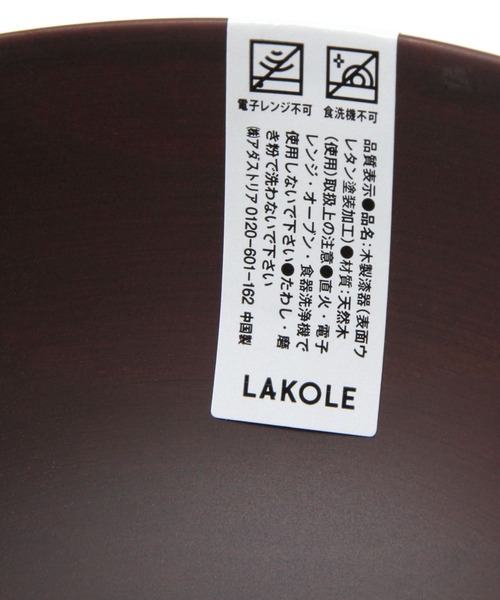 電子レンジ不可
食洗機不可
品質表示●品名:木製漆器(表面ウ
レタン塗装加工)●材質:天然木
(使用)取扱上の注意●直火・電子
レンジ・オーブン・食器洗浄機で
使用しないで下さい●たわし・磨
き粉で洗わないで下さい
㈱アダストリア0120-601-162 中国製
LAKOLE